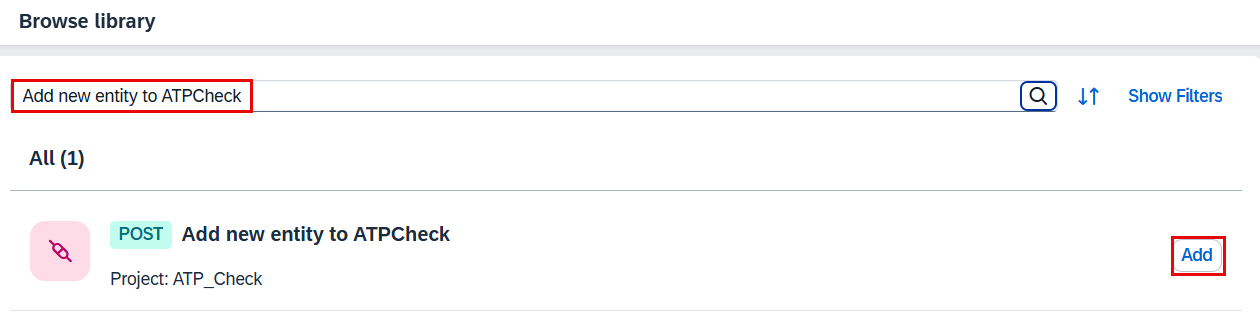 Browse library
Add new entity to ATPCheck
Show Filters
All (1)
POST Add new entity to ATPCheck
Project: ATP_Check
Add